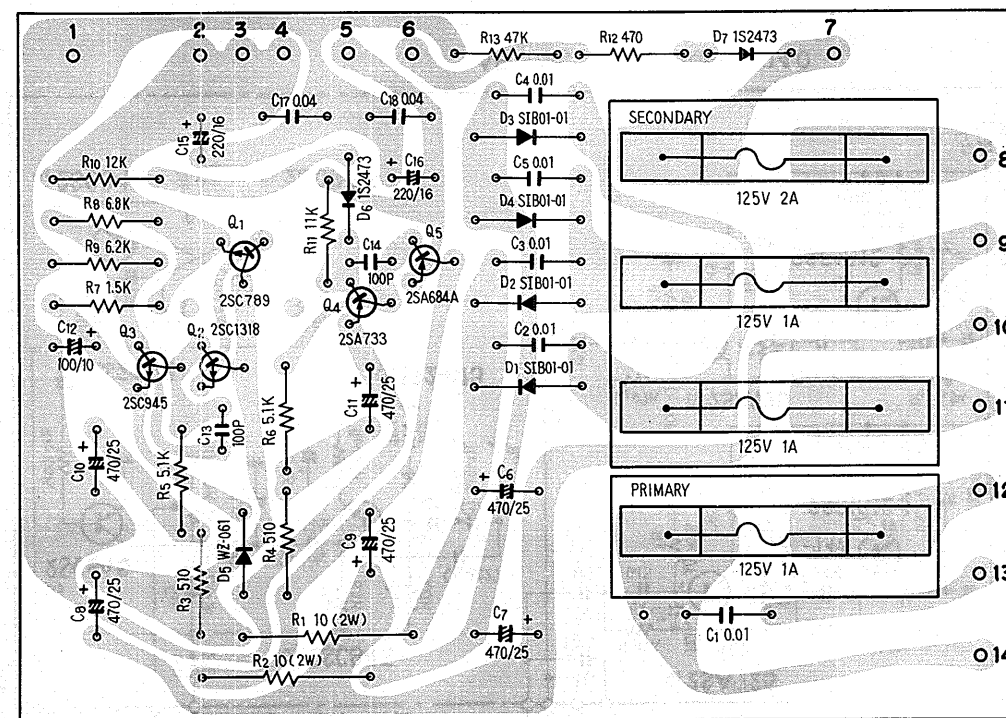 1 2 3 4 5 6 7
R13 47K R12 470 D7 1S2473
C4 0.01
C17 0.04 C18 0.04
D3 SIB01-01
SECONDARY
C15 + 220/16
R10 12K
+ C16 220/16
D6 1S2473
C5 0.01
125V 2A
8
R8 6.8K
D4 SIB01-01
Q1
R11 11K
Q5
R9 6.2K
C14 100P
C3 0.01
9
2SC789
2SA684A
D2 SIB01-01
R7 1.5K
Q4
2SA733
125V 1A
C12 + 100/10
Q3
Q2 2SC1318
C2 0.01
10
2SC945
D1 SIB01-01
C11 + 470/25
R6 5.1K
C13 100P
11
C10 + 470/25
R5 5.1K
125V 1A
+ C6 470/25
PRIMARY
12
R4 510
C9 + 470/25
D5 WZ-061
125V 1A
13
R3 510
C8 + 470/25
R1 10 (2W)
C7 + 470/25
C1 0.01
R2 10 (2W)
14